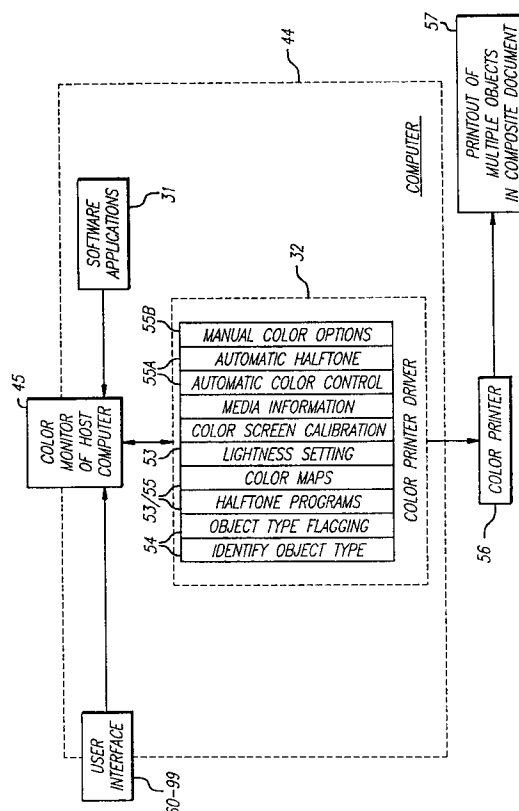 USER
INTERFACE
60-99
45
COLOR
MONITOR
OF HOST
COMPUTER
SOFTWARE
APPLICATIONS
31
44
COMPUTER
32
55B
55A
53
53/55
54
MANUAL COLOR OPTIONS
AUTOMATIC HALFTONE
AUTOMATIC COLOR CONTROL
MEDIA INFORMATION
COLOR SCREEN CALIBRATION
LIGHTNESS SETTING
COLOR MAPS
HALFTONE PROGRAMS
OBJECT TYPE FLAGGING
IDENTIFY OBJECT TYPE
COLOR PRINTER DRIVER
COLOR PRINTER
56
57
PRINTOUT OF
MULTIPLE OBJECTS
IN COMPOSITE DOCUMENT